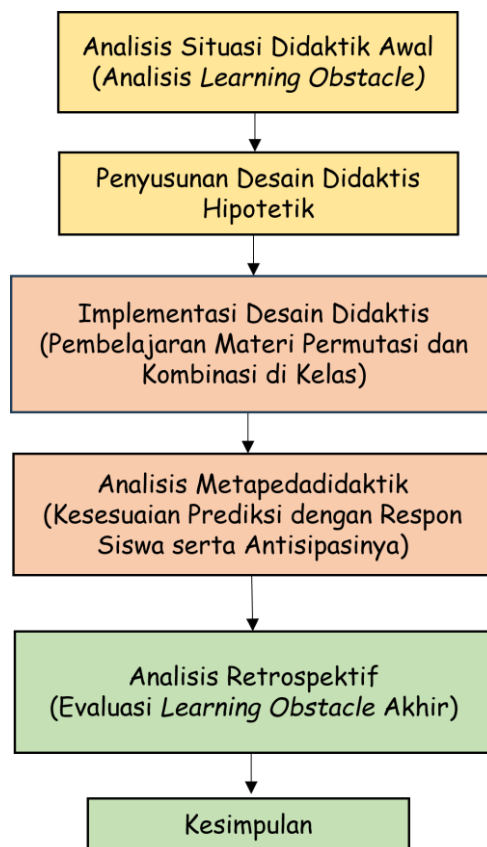 Analisis Situasi Didaktik Awal
(Analisis Learning Obstacle)
Penyusunan Desain Didaktis
Hipotetik
Implementasi Desain Didaktis
(Pembelajaran Materi Permutasi dan
Kombinasi di Kelas)
Analisis Metapedadidaktik
(Kesesuaian Prediksi dengan Respon
Siswa serta Antisipasinya)
Analisis Retrospektif
(Evaluasi Learning Obstacle Akhir)
Kesimpulan